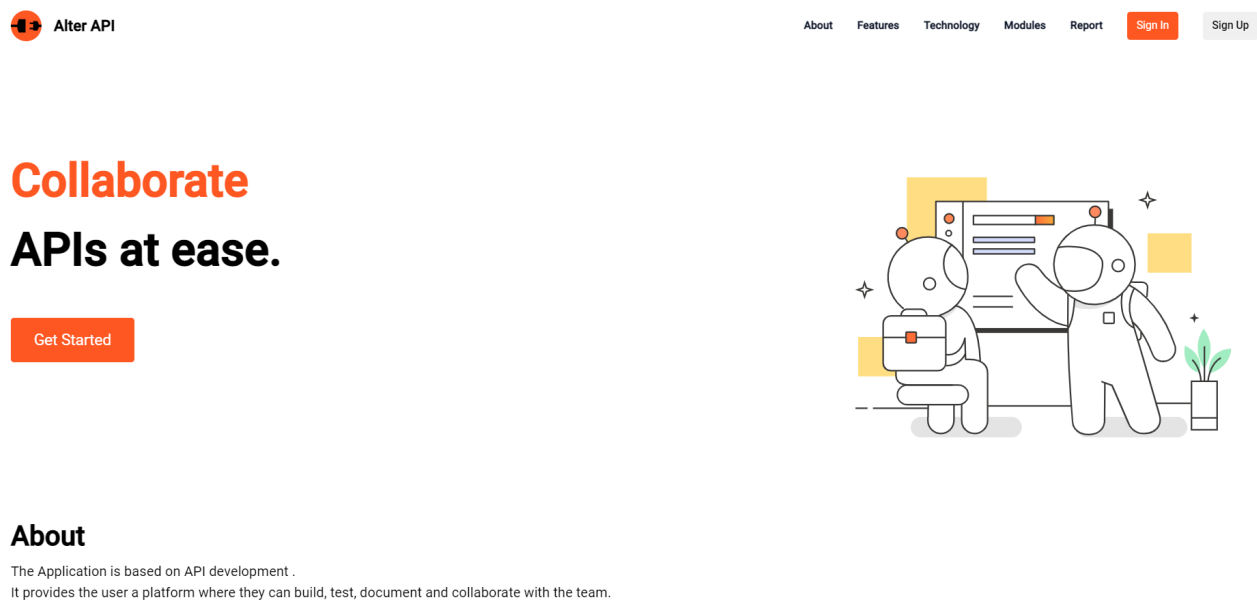 Alter API
About
Features
Technology
Modules
Report
Sign In
Sign Up
Collaborate
APIs at ease.
Get Started
About
The Application is based on API development .
It provides the user a platform where they can build, test, document and collaborate with the team.